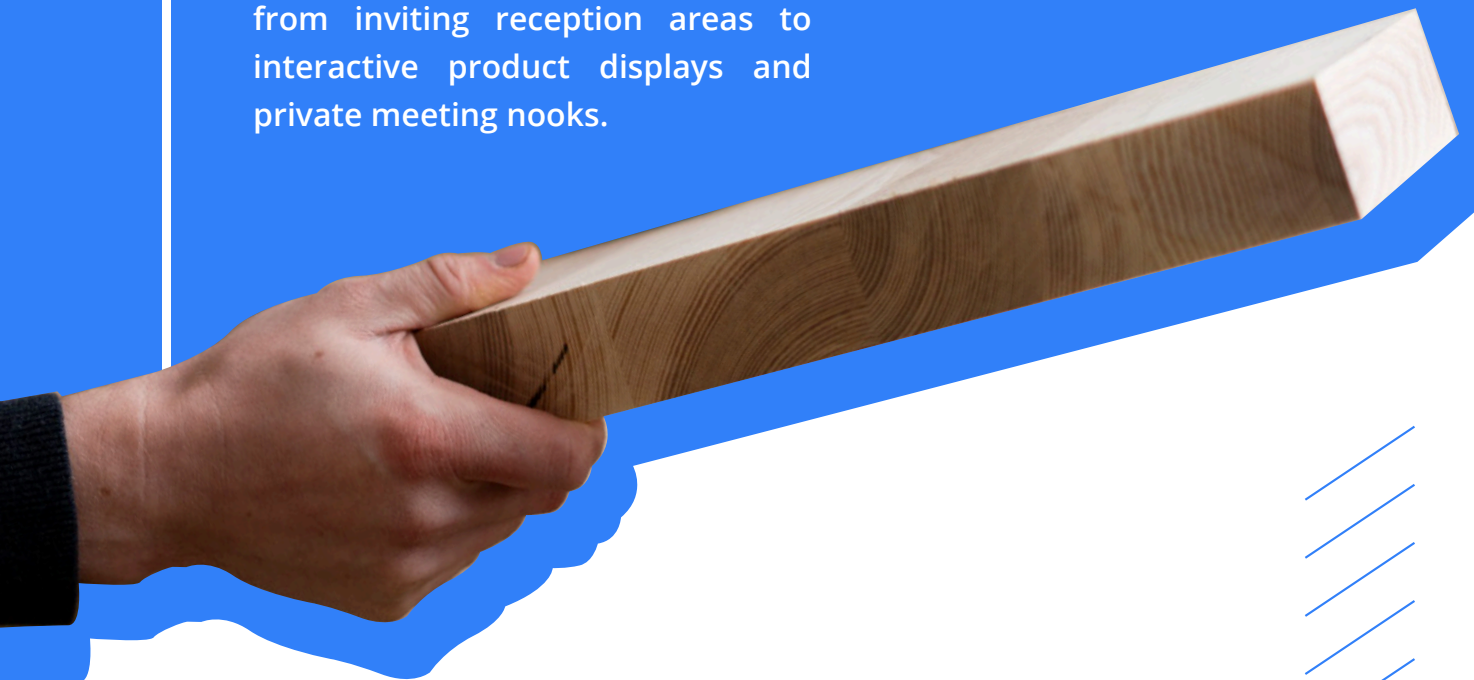 from inviting reception areas to
interactive product displays and
private meeting nooks.